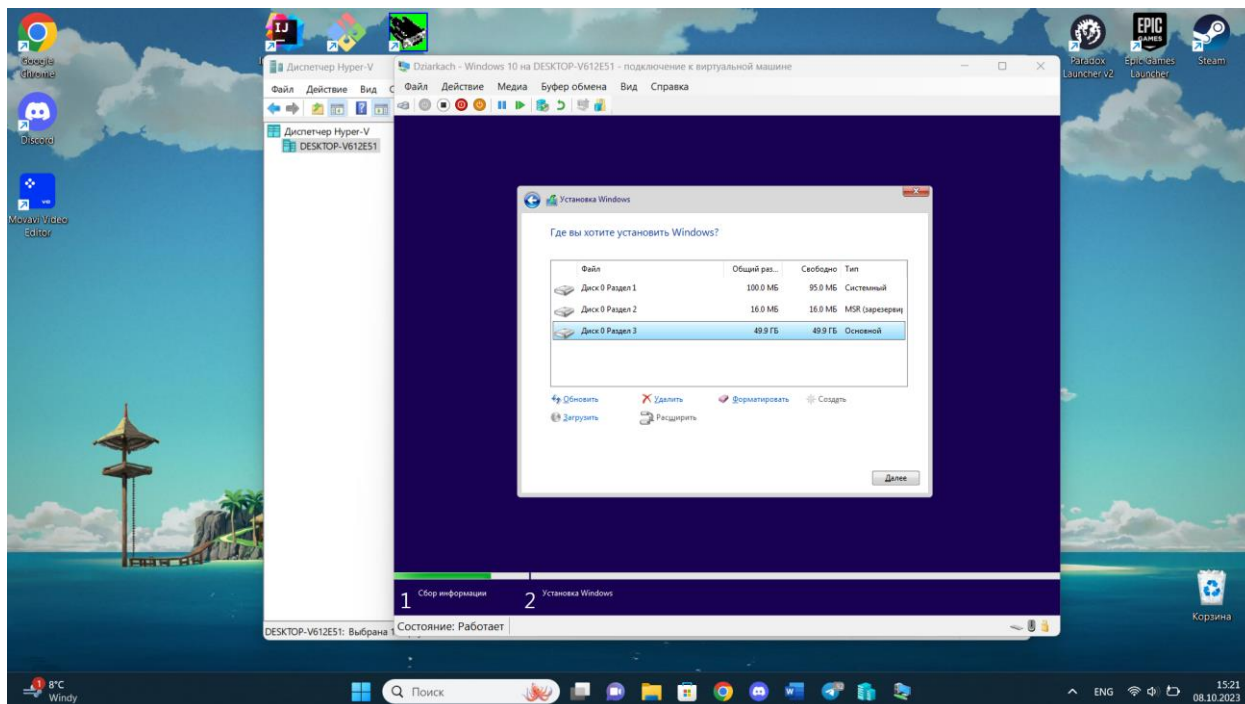 Google Chrome
Discord
Movavi Video Editor
IJ
Paradox Launcher v2
EPIC GAMES
Epic Games Launcher
Steam
Корзина
Диспетчер Hyper-V
Файл Действие Вид С
Диспетчер Hyper-V
DESKTOP-V612E51
DESKTOP-V612E51: Выбрана 1
Dziarkach - Windows 10 на DESKTOP-V612E51 - подключение к виртуальной машине
Файл Действие Медиа Буфер обмена Вид Справка
Установка Windows
Где вы хотите установить Windows?
Файл Общий раз... Свободно Тип
Диск 0 Раздел 1 100.0 МБ 95.0 МБ Системный
Диск 0 Раздел 2 16.0 МБ 16.0 МБ MSR (зарезерви
Диск 0 Раздел 3 49.9 ГБ 49.9 ГБ Основной
Обновить Удалить Форматировать Создать
Загрузить Расширить
Далее
1 Сбор информации 2 Установка Windows
Состояние: Работает
1 8°C
Windy
Поиск
ENG 15:21
08.10.2023